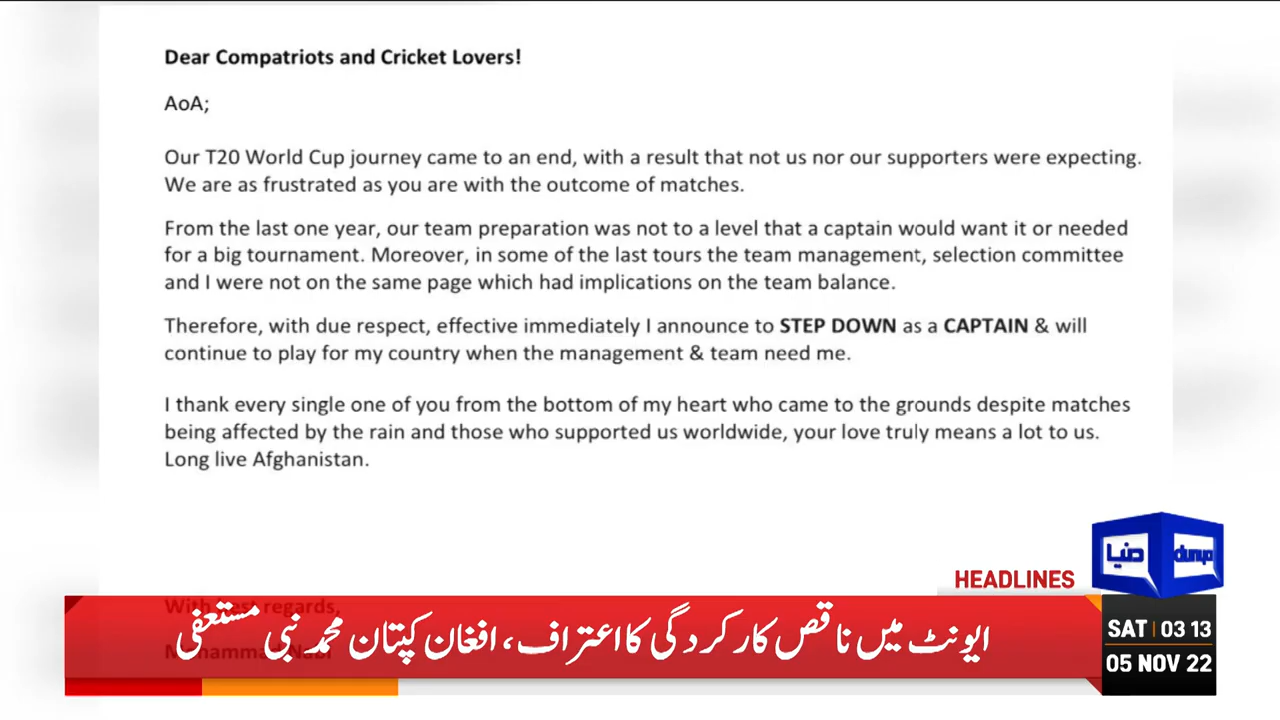 Dear Compatriots and Cricket Lovers!
AoA;
Our T20 World Cup journey came to an end, with a result that not us nor our supporters were expecting.
We are as frustrated as you are with the outcome of matches.
From the last one year, our team preparation was not to a level that a captain would want it or needed
for a big tournament. Moreover, in some of the last tours the team management, selection committee
and I were not on the same page which had implications on the team balance.
Therefore, with due respect, effective immediately I announce to STEP DOWN as a CAPTAIN & will
continue to play for my country when the management & team need me.
I thank every single one of you from the bottom of my heart who came to the grounds despite matches
being affected by the rain and those who supported us worldwide, your love truly means a lot to us.
Long live Afghanistan.
دنیا dunya
HEADLINES
With best regards,
Mohammad Nabi
ایونٹ میں ناقص کارکردگی کا اعتراف، افغان کپتان محمد نبی مستعفی
SAT 03 13
05 NOV 22